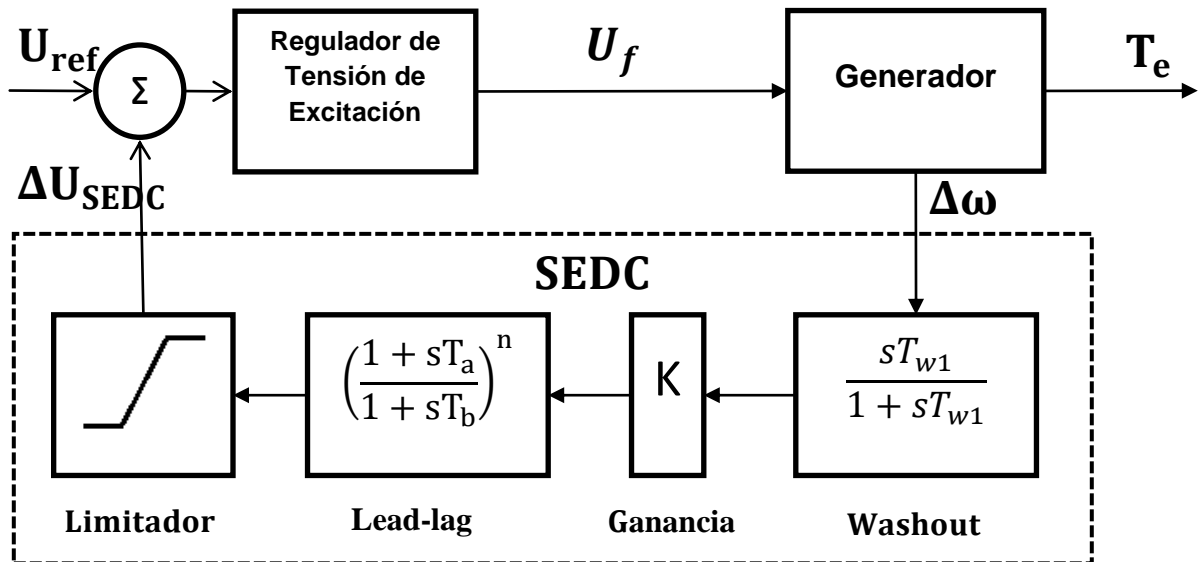 U_ref
Σ
Regulador de
Tensión de
Excitación
U_f
Generador
T_e
ΔU_SEDC
Δω
SEDC
((1 + sT_a)/(1 + sT_b))^n
K
sT_w1/(1 + sT_w1)
Limitador
Lead-lag
Ganancia
Washout